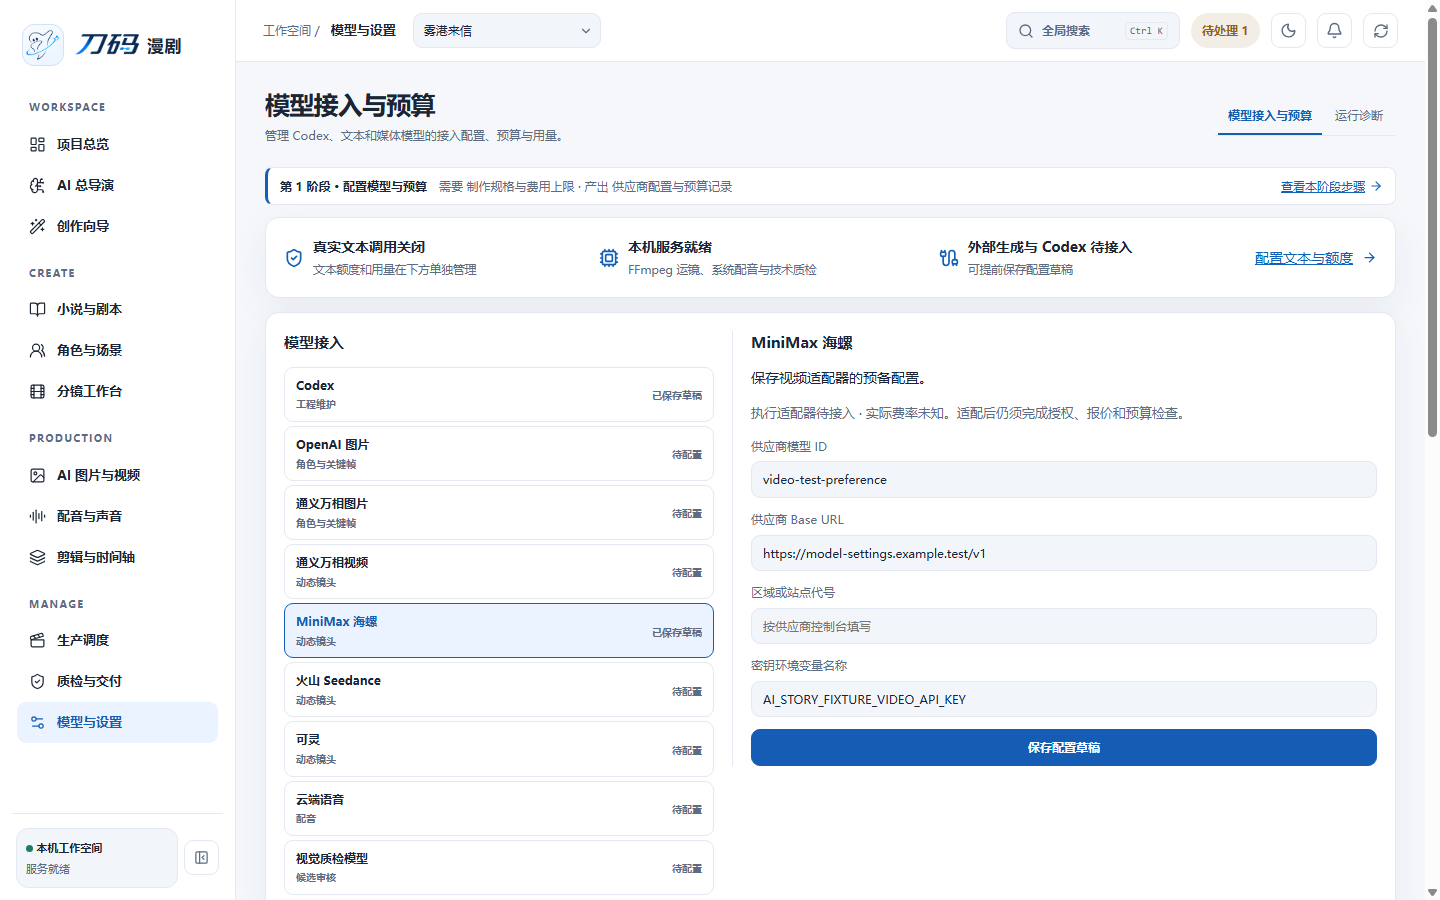 刀码 漫剧
WORKSPACE
项目总览
AI 总导演
创作向导
CREATE
小说与剧本
角色与场景
分镜工作台
PRODUCTION
AI 图片与视频
配音与声音
剪辑与时间轴
MANAGE
生产调度
质检与交付
模型与设置
本机工作空间
服务就绪
工作空间 / 模型与设置
雾港来信
全局搜索 Ctrl K
待处理 1
模型接入与预算
管理 Codex、文本和媒体模型的接入配置、预算与用量。
模型接入与预算
运行诊断
第 1 阶段 · 配置模型与预算 需要 制作规格与费用上限 · 产出 供应商配置与预算记录
查看本阶段步骤
真实文本调用关闭
文本额度和用量在下方单独管理
本机服务就绪
FFmpeg 运镜、系统配音与技术质检
外部生成与 Codex 待接入
可提前保存配置草稿
配置文本与额度
模型接入
Codex
工程维护
已保存草稿
OpenAI 图片
角色与关键帧
待配置
通义万相图片
角色与关键帧
待配置
通义万相视频
动态镜头
待配置
MiniMax 海螺
动态镜头
已保存草稿
火山 Seedance
动态镜头
待配置
可灵
动态镜头
待配置
云端语音
配音
待配置
视觉质检模型
候选审核
待配置
MiniMax 海螺
保存视频适配器的预备配置。
执行适配器待接入 · 实际费率未知。适配后仍须完成授权、报价和预算检查。
供应商模型 ID
video-test-preference
供应商 Base URL
https://model-settings.example.test/v1
区域或站点代号
按供应商控制台填写
密钥环境变量名称
AI_STORY_FIXTURE_VIDEO_API_KEY
保存配置草稿